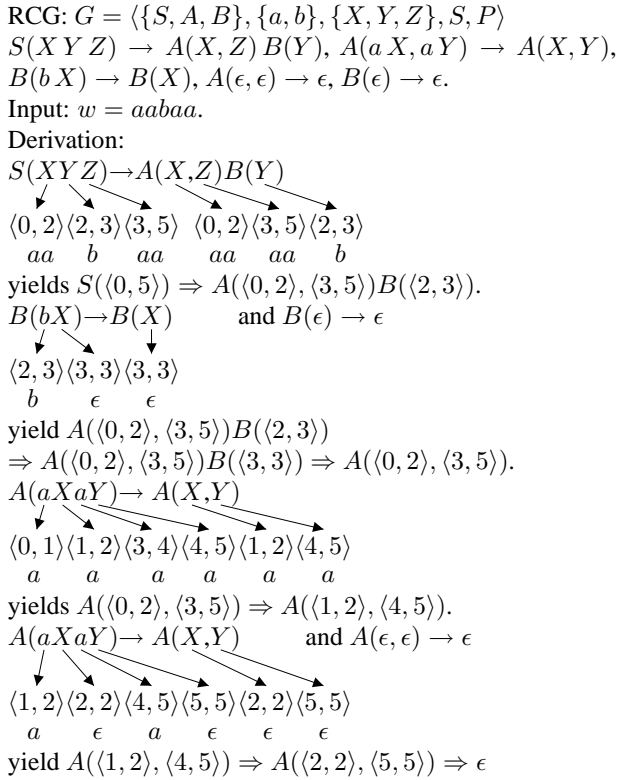 RCG: G = ⟨{S, A, B}, {a, b}, {X, Y, Z}, S, P⟩
S(X Y Z) → A(X, Z) B(Y), A(a X, a Y) → A(X, Y),
B(b X) → B(X), A(ϵ, ϵ) → ϵ, B(ϵ) → ϵ.
Input: w = aabaa.
Derivation:
S(XYZ)→A(X,Z)B(Y)
⟨0, 2⟩⟨2, 3⟩⟨3, 5⟩ ⟨0, 2⟩⟨3, 5⟩⟨2, 3⟩
aa b aa aa aa b
yields S(⟨0, 5⟩) ⇒ A(⟨0, 2⟩, ⟨3, 5⟩)B(⟨2, 3⟩).
B(bX)→B(X) and B(ϵ) → ϵ
⟨2, 3⟩⟨3, 3⟩⟨3, 3⟩
b ϵ ϵ
yield A(⟨0, 2⟩, ⟨3, 5⟩)B(⟨2, 3⟩)
⇒ A(⟨0, 2⟩, ⟨3, 5⟩)B(⟨3, 3⟩) ⇒ A(⟨0, 2⟩, ⟨3, 5⟩).
A(aXaY)→ A(X,Y)
⟨0, 1⟩⟨1, 2⟩⟨3, 4⟩⟨4, 5⟩⟨1, 2⟩⟨4, 5⟩
a a a a a a
yields A(⟨0, 2⟩, ⟨3, 5⟩) ⇒ A(⟨1, 2⟩, ⟨4, 5⟩).
A(aXaY)→ A(X,Y) and A(ϵ, ϵ) → ϵ
⟨1, 2⟩⟨2, 2⟩⟨4, 5⟩⟨5, 5⟩⟨2, 2⟩⟨5, 5⟩
a ϵ a ϵ ϵ ϵ
yield A(⟨1, 2⟩, ⟨4, 5⟩) ⇒ A(⟨2, 2⟩, ⟨5, 5⟩) ⇒ ϵ